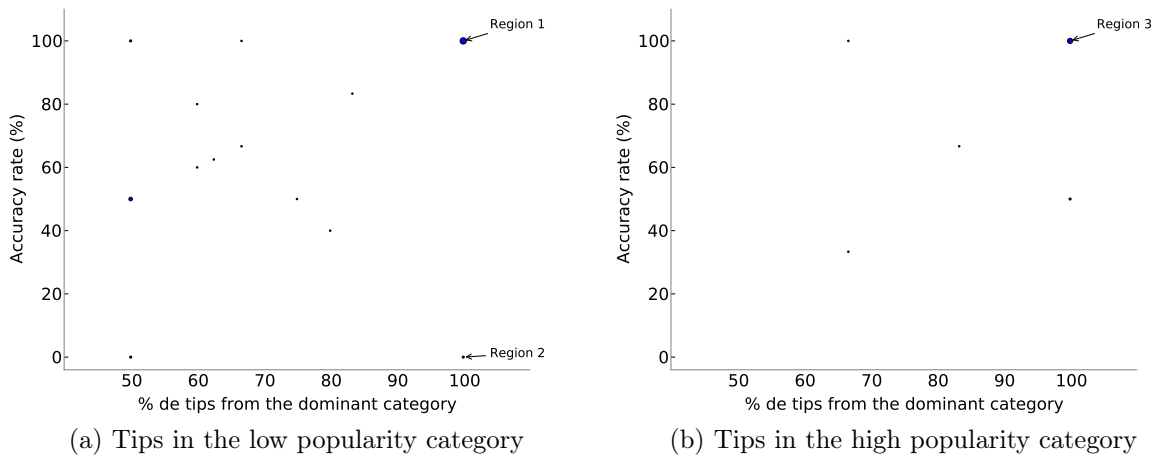 Region 1
100
80
60
40
20
0
Accuracy rate (%)
Region 2
50 60 70 80 90 100
% de tips from the dominant category
(a) Tips in the low popularity category
Region 3
100
80
60
40
20
0
Accuracy rate (%)
50 60 70 80 90 100
% de tips from the dominant category
(b) Tips in the high popularity category